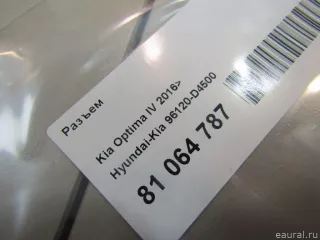 Разъем
Kia Optima IV 2016>
Hyundai-Kia 96120-D4500
81 064 787
eaural.ru